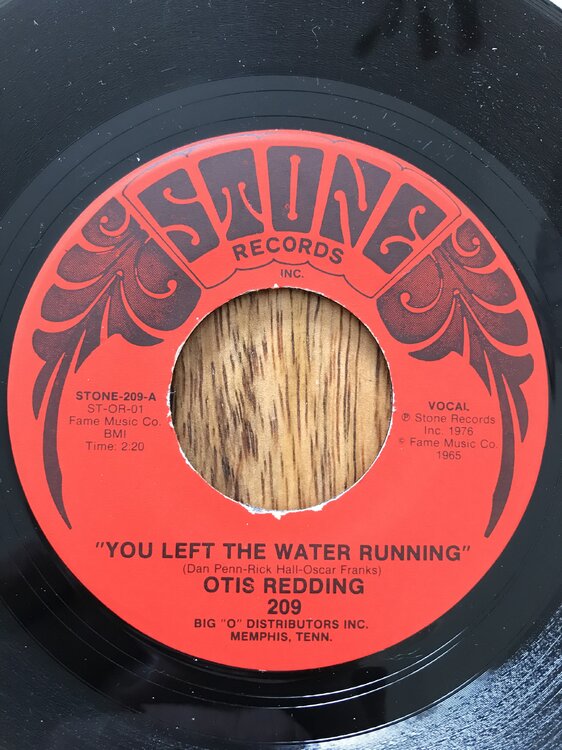 STONE
RECORDS
INC.
STONE-209-A
ST-OR-01
Fame Music Co.
BMI
Time: 2:20
VOCAL
℗ Stone Records
Inc. 1976
© Fame Music Co.
1965
"YOU LEFT THE WATER RUNNING"
(Dan Penn-Rick Hall-Oscar Franks)
OTIS REDDING
209
BIG "O" DISTRIBUTORS INC.
MEMPHIS, TENN.